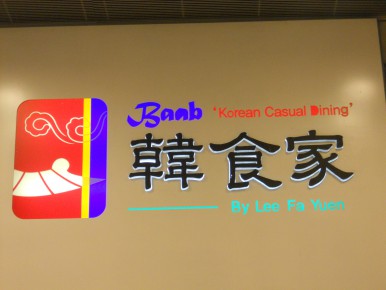 Baab 'Korean Casual Dining'
韓食家
By Lee Fa Yuen